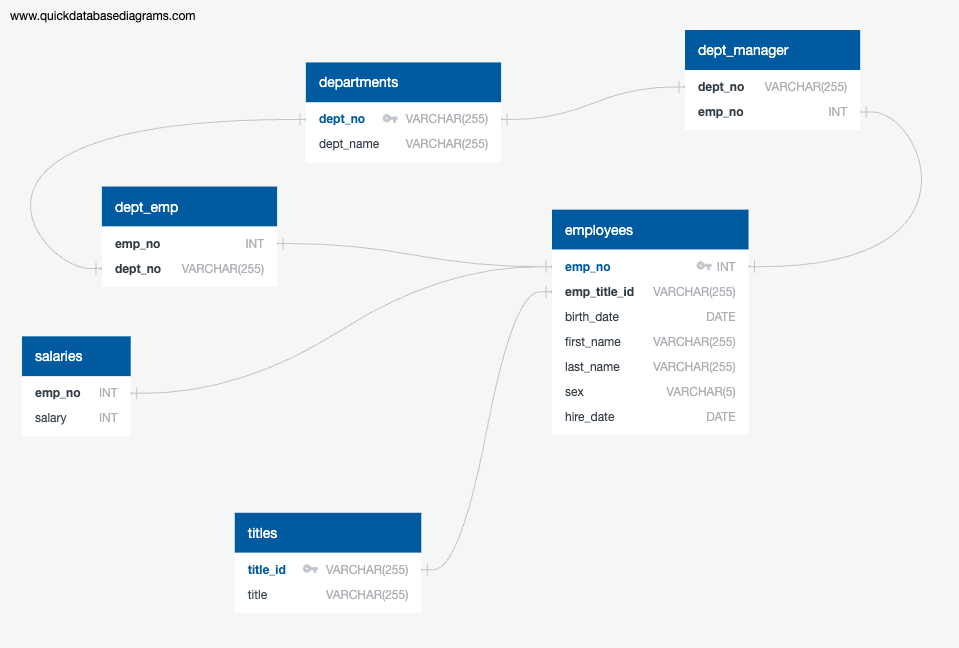 www.quickdatabasediagrams.com
dept_manager
dept_no VARCHAR(255)
emp_no INT
departments
dept_no VARCHAR(255)
dept_name VARCHAR(255)
dept_emp
emp_no INT
dept_no VARCHAR(255)
employees
emp_no INT
emp_title_id VARCHAR(255)
birth_date DATE
first_name VARCHAR(255)
last_name VARCHAR(255)
sex VARCHAR(5)
hire_date DATE
salaries
emp_no INT
salary INT
titles
title_id VARCHAR(255)
title VARCHAR(255)